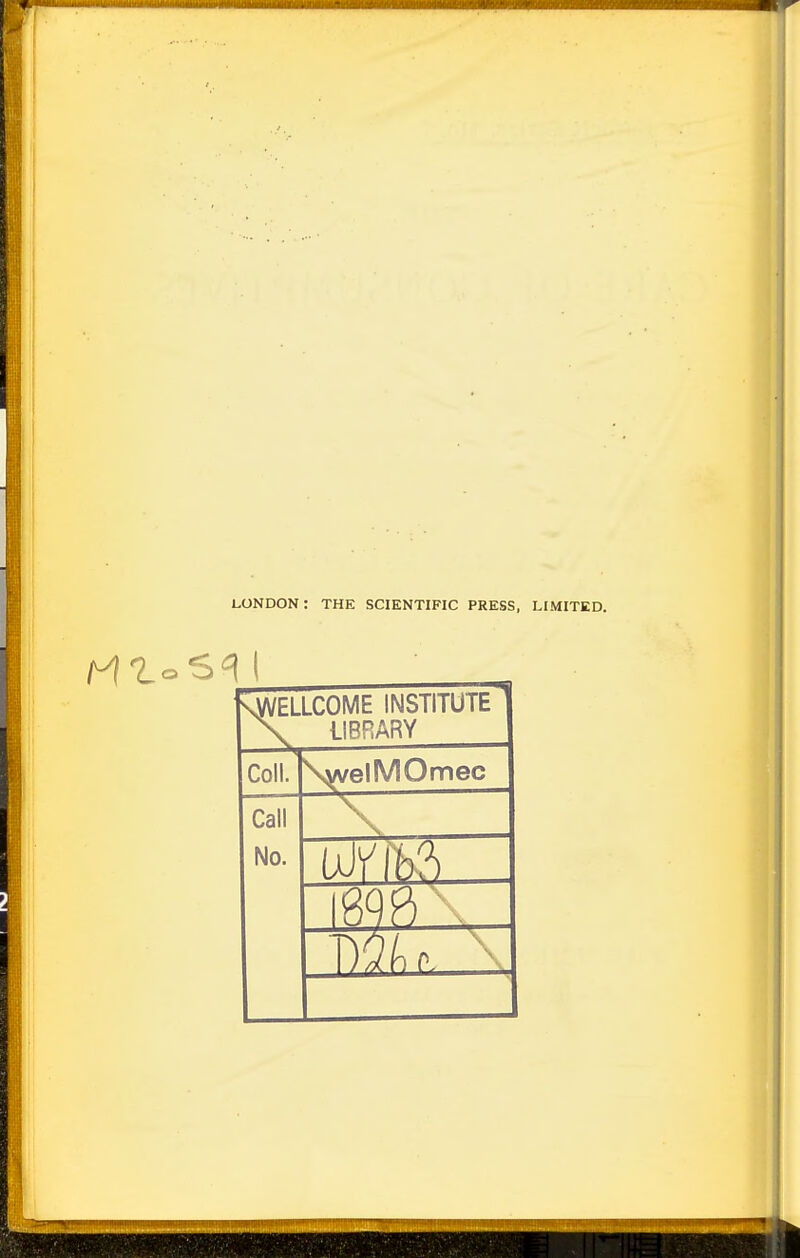 LONDON: THE SCIENTIFIC PRESS, LIMITED.
M20591
WELLCOME INSTITUTE
LIBRARY
Coll. welMOmec
Call
No. WY163
1898
D26c